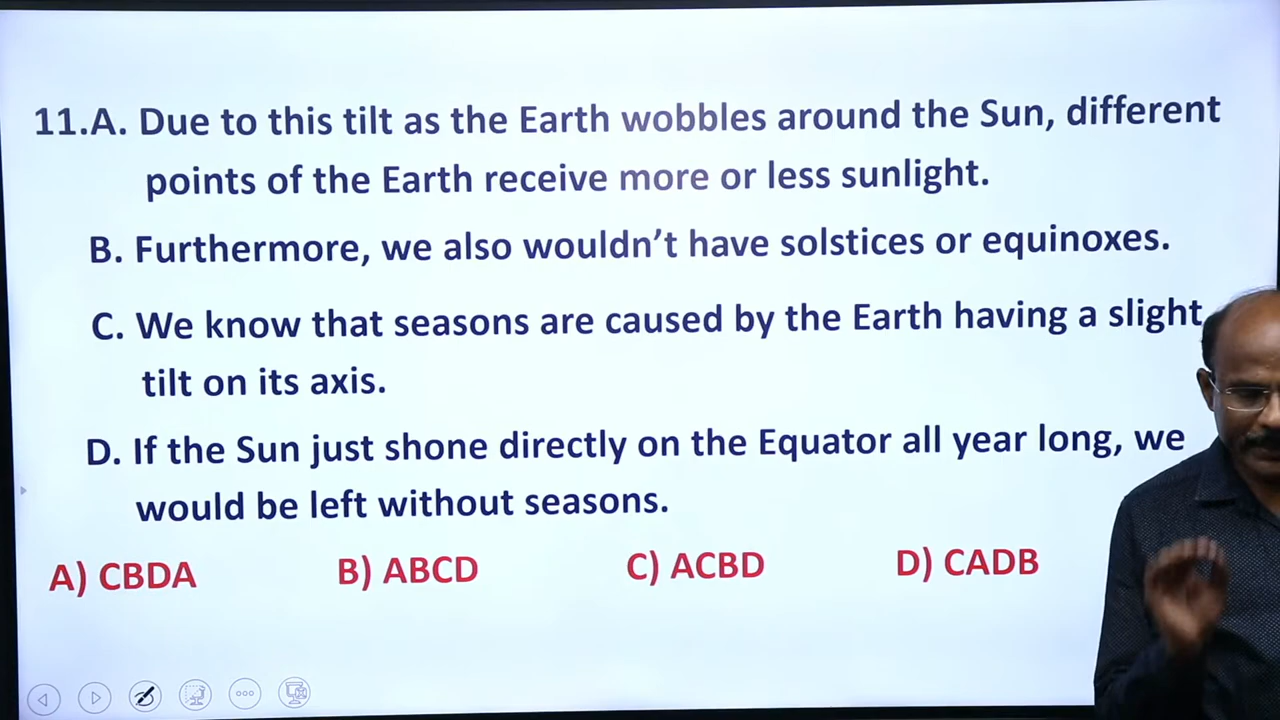 11.A. Due to this tilt as the Earth wobbles around the Sun, different
points of the Earth receive more or less sunlight.
B. Furthermore, we also wouldn’t have solstices or equinoxes.
C. We know that seasons are caused by the Earth having a slight
tilt on its axis.
D. If the Sun just shone directly on the Equator all year long, we
would be left without seasons.
A) CBDA B) ABCD C) ACBD D) CADB